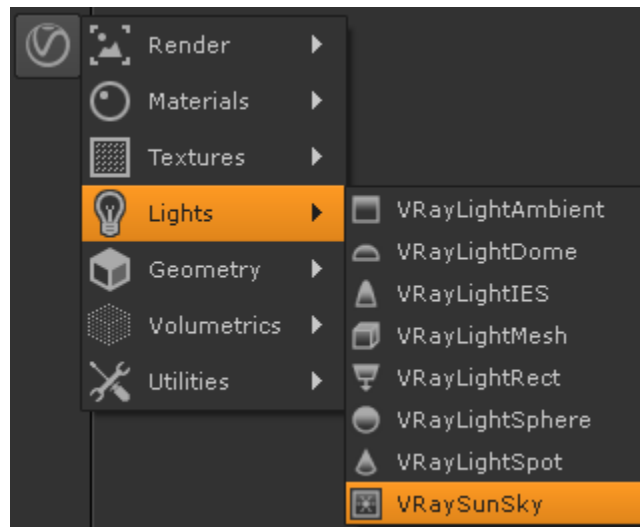 Render
Materials
Textures
Lights
Geometry
Volumetrics
Utilities
VRayLightAmbient
VRayLightDome
VRayLightIES
VRayLightMesh
VRayLightRect
VRayLightSphere
VRayLightSpot
VRaySunSky